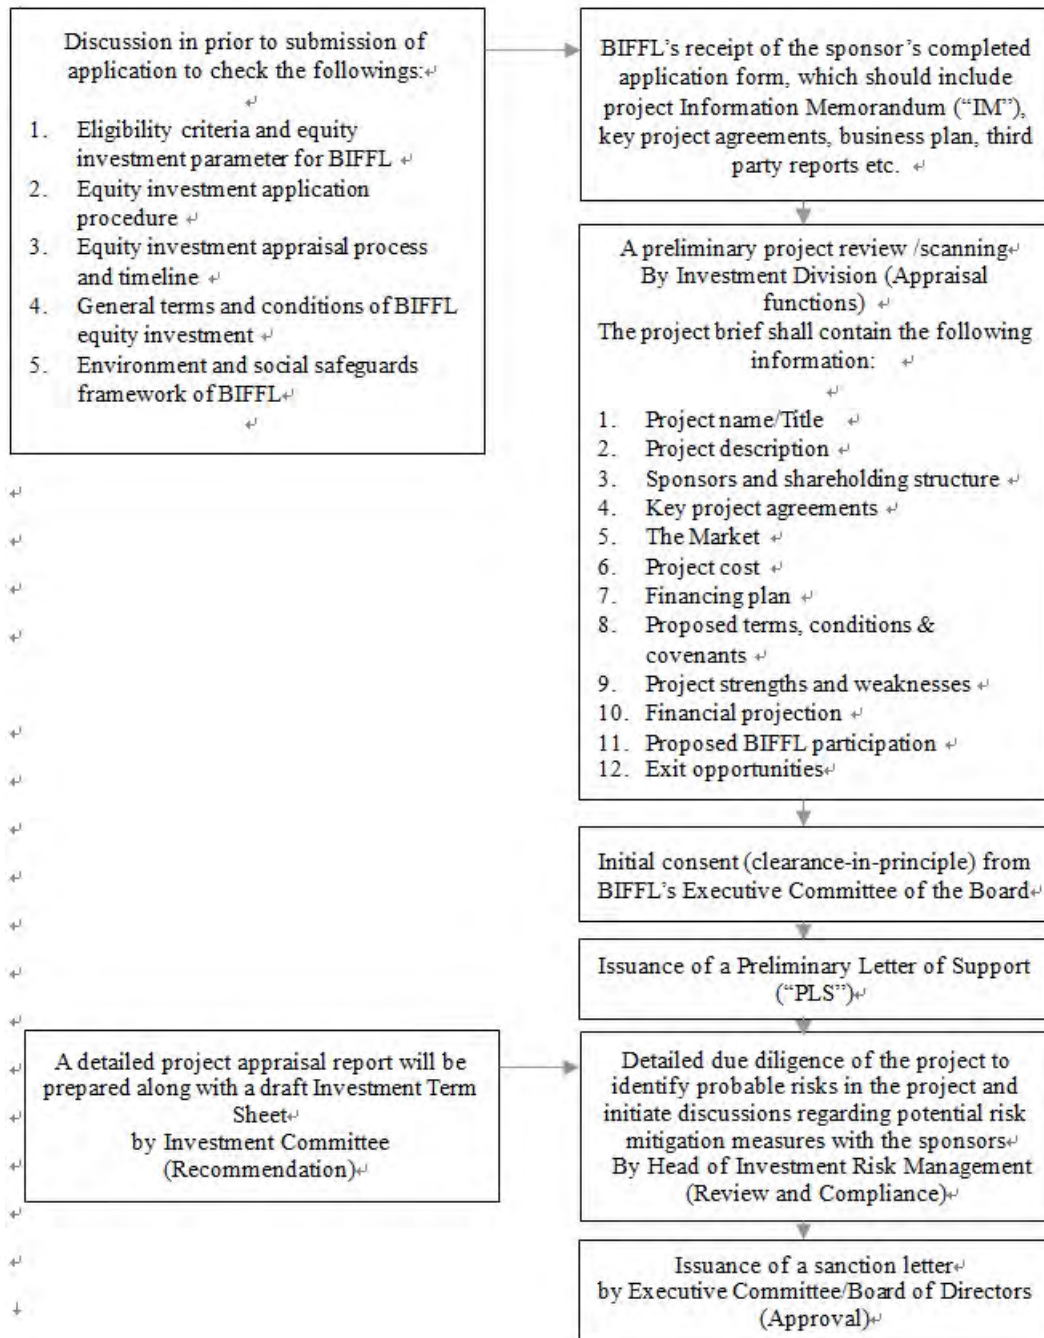 Discussion in prior to submission of
application to check the followings:
1. Eligibility criteria and equity
investment parameter for BIFFL
2. Equity investment application
procedure
3. Equity investment appraisal process
and timeline
4. General terms and conditions of BIFFL
equity investment
5. Environment and social safeguards
framework of BIFFL
BIFFL's receipt of the sponsor's completed
application form, which should include
project Information Memorandum (“IM”),
key project agreements, business plan, third
party reports etc.
A preliminary project review /scanning
By Investment Division (Appraisal
functions)
The project brief shall contain the following
information:
1. Project name/Title
2. Project description
3. Sponsors and shareholding structure
4. Key project agreements
5. The Market
6. Project cost
7. Financing plan
8. Proposed terms, conditions &
covenants
9. Project strengths and weaknesses
10. Financial projection
11. Proposed BIFFL participation
12. Exit opportunities
Initial consent (clearance-in-principle) from
BIFFL's Executive Committee of the Board
Issuance of a Preliminary Letter of Support
(“PLS”)
A detailed project appraisal report will be
prepared along with a draft Investment Term
Sheet
by Investment Committee
(Recommendation)
Detailed due diligence of the project to
identify probable risks in the project and
initiate discussions regarding potential risk
mitigation measures with the sponsors
By Head of Investment Risk Management
(Review and Compliance)
Issuance of a sanction letter
by Executive Committee/Board of Directors
(Approval)